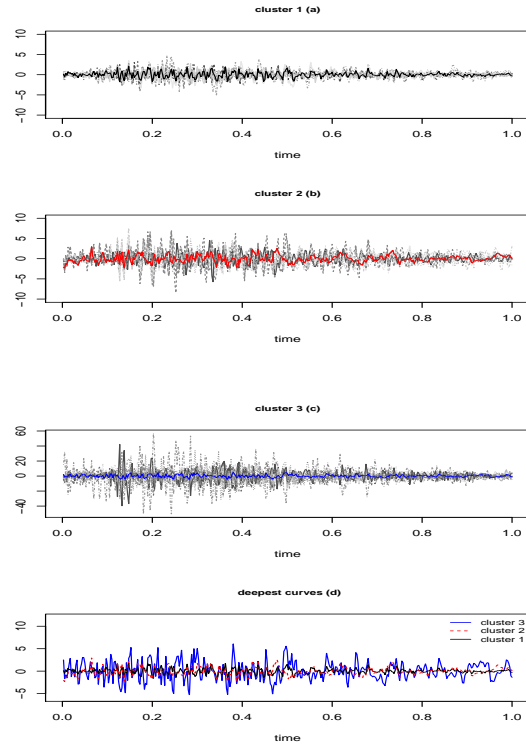 cluster 1 (a)
10
5
0
−5
−10
0.0 0.2 0.4 0.6 0.8 1.0
time
cluster 2 (b)
10
5
0
−5
−10
0.0 0.2 0.4 0.6 0.8 1.0
time
cluster 3 (c)
60
20
0
−40
0.0 0.2 0.4 0.6 0.8 1.0
time
deepest curves (d)
cluster 3
cluster 2
cluster 1
10
5
0
−5
0.0 0.2 0.4 0.6 0.8 1.0
time